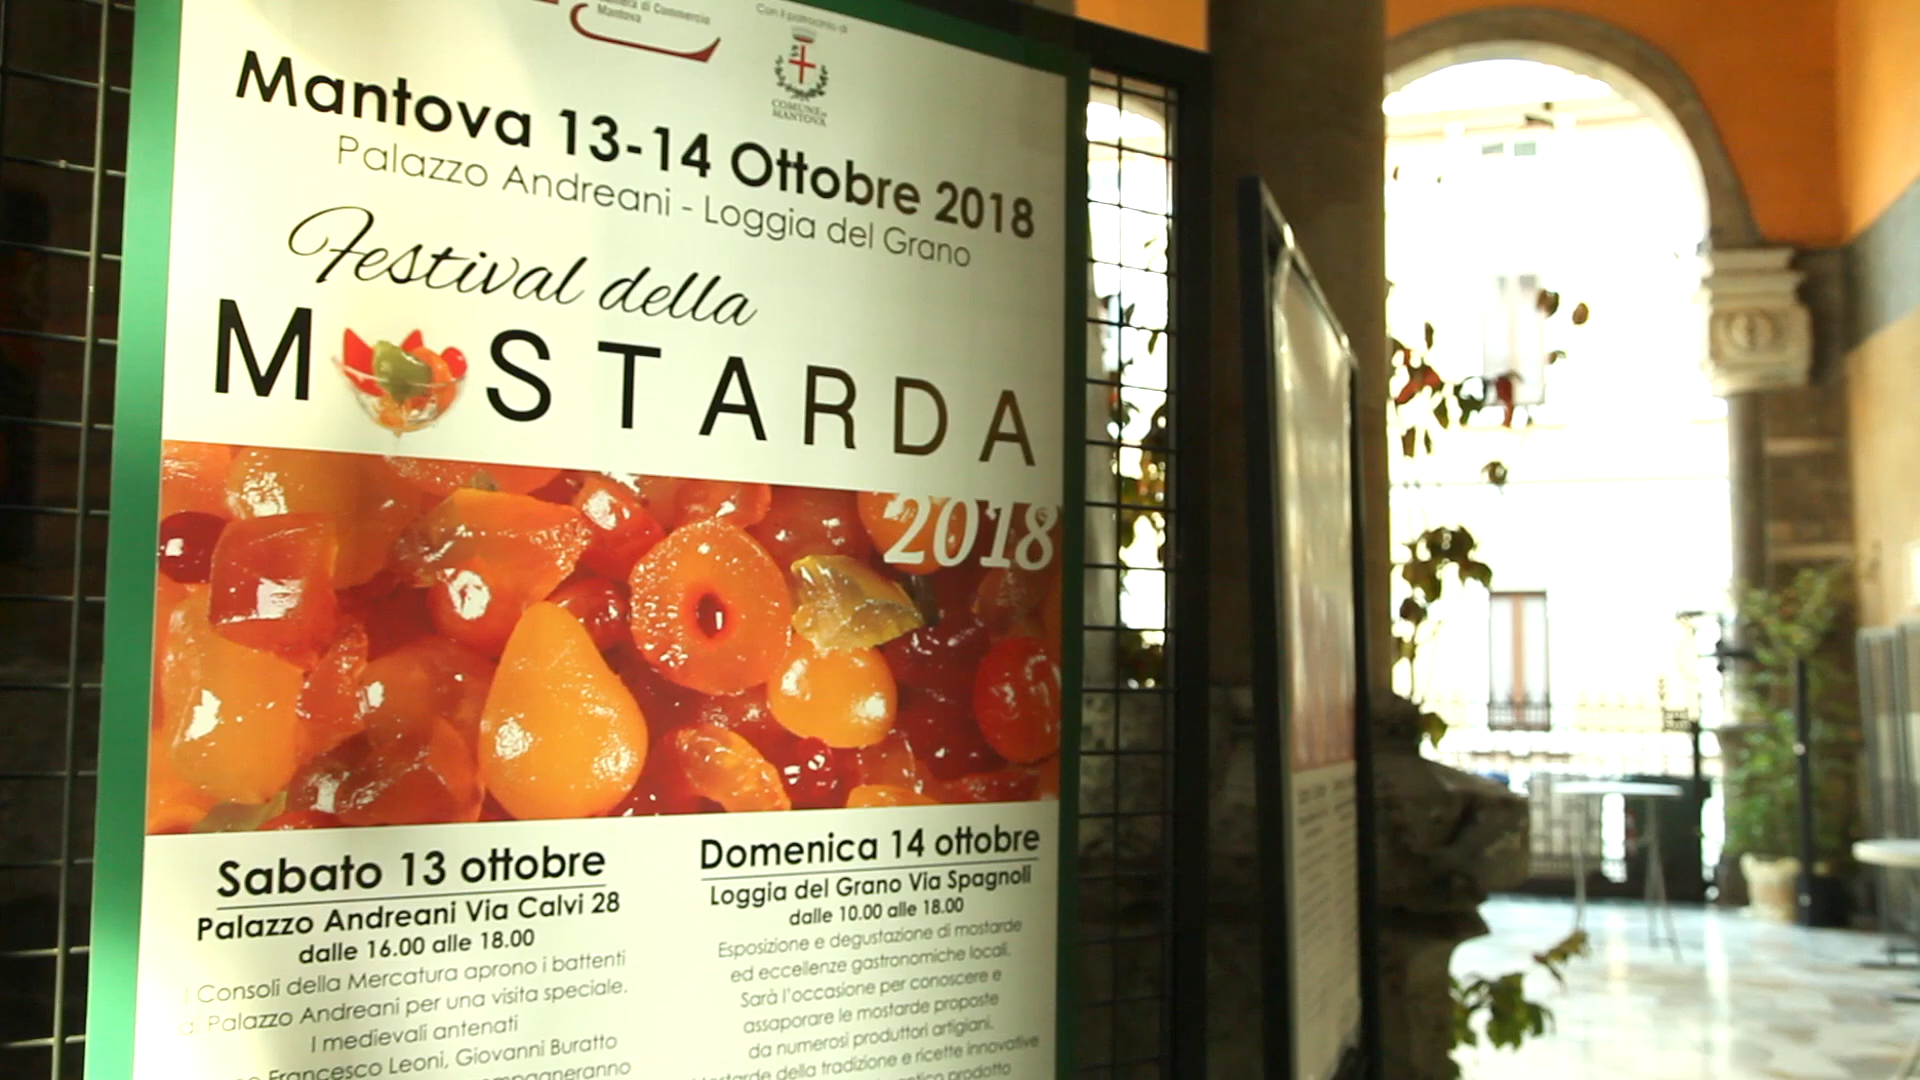 Camera di Commercio
Mantova
Con il patrocinio di
COMUNE DI
MANTOVA
Mantova 13-14 Ottobre 2018
Palazzo Andreani - Loggia del Grano
Festival della
M STARDA
2018
Sabato 13 ottobre
Palazzo Andreani Via Calvi 28
dalle 16.00 alle 18.00
I Consoli della Mercatura aprono i battenti
di Palazzo Andreani per una visita speciale.
I medievali antenati
Francesco Leoni, Giovanni Buratto
Domenica 14 ottobre
Loggia del Grano Via Spagnoli
dalle 10.00 alle 18.00
Esposizione e degustazione di mostarde
ed eccellenze gastronomiche locali.
Sarà l'occasione per conoscere e
assaporare le mostarde proposte
da numerosi produttori artigiani.
Mostarde della tradizione e ricette innovative
prodotto